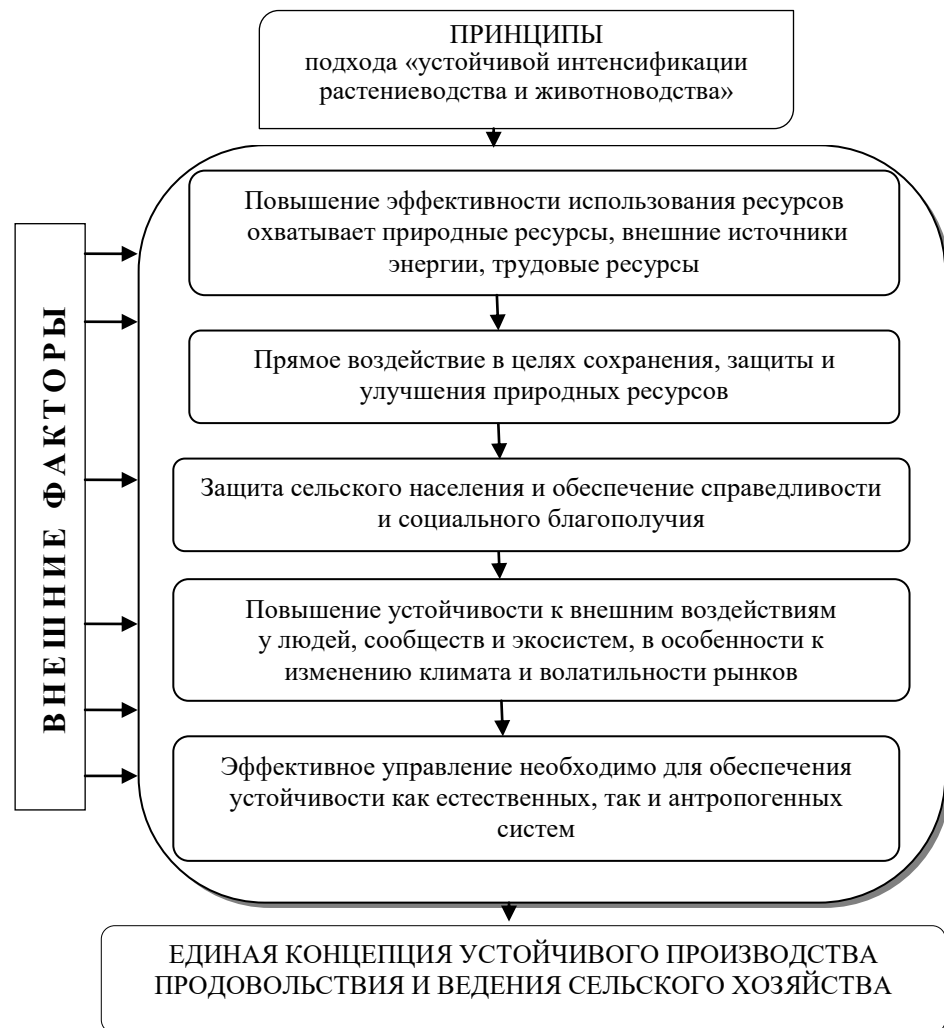 ПРИНЦИПЫ
подхода «устойчивой интенсификации
растениеводства и животноводства»
ВНЕШНИЕ ФАКТОРЫ
Повышение эффективности использования ресурсов
охватывает природные ресурсы, внешние источники
энергии, трудовые ресурсы
Прямое воздействие в целях сохранения, защиты и
улучшения природных ресурсов
Защита сельского населения и обеспечение справедливости
и социального благополучия
Повышение устойчивости к внешним воздействиям
у людей, сообществ и экосистем, в особенности к
изменению климата и волатильности рынков
Эффективное управление необходимо для обеспечения
устойчивости как естественных, так и антропогенных
систем
ЕДИНАЯ КОНЦЕПЦИЯ УСТОЙЧИВОГО ПРОИЗВОДСТВА
ПРОДОВОЛЬСТВИЯ И ВЕДЕНИЯ СЕЛЬСКОГО ХОЗЯЙСТВА